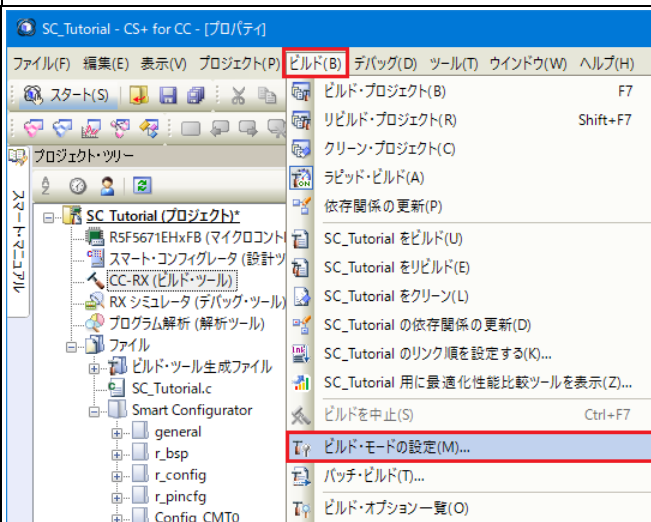 SC_Tutorial - CS+ for CC - [プロパティ]
ファイル(F) 編集(E) 表示(V) プロジェクト(P) ビルド(B) デバッグ(D) ツール(T) ウインドウ(W) ヘルプ(H)
スタート(S)
プロジェクト・ツリー
スマート・マニュアル
SC_Tutorial (プロジェクト)*
R5F5671EHxFB (マイクロコント
スマート・コンフィグレータ (設計ツ
CC-RX (ビルド・ツール)
RX シミュレータ (デバッグ・ツール)
プログラム解析 (解析ツール)
ファイル
ビルド・ツール生成ファイル
SC_Tutorial.c
Smart Configurator
general
r_bsp
r_config
r_pincfg
Config_CMT0
ビルド・プロジェクト(B) F7
リビルド・プロジェクト(R) Shift+F7
クリーン・プロジェクト(C)
ラピッド・ビルド(A)
依存関係の更新(P)
SC_Tutorial をビルド(U)
SC_Tutorial をリビルド(E)
SC_Tutorial をクリーン(L)
SC_Tutorial の依存関係の更新(D)
SC_Tutorial のリンク順を設定する(K)...
SC_Tutorial 用に最適化性能比較ツールを表示(Z)...
ビルドを中止(S) Ctrl+F7
ビルド・モードの設定(M)...
バッチ・ビルド(T)...
ビルド・オプション一覧(O)